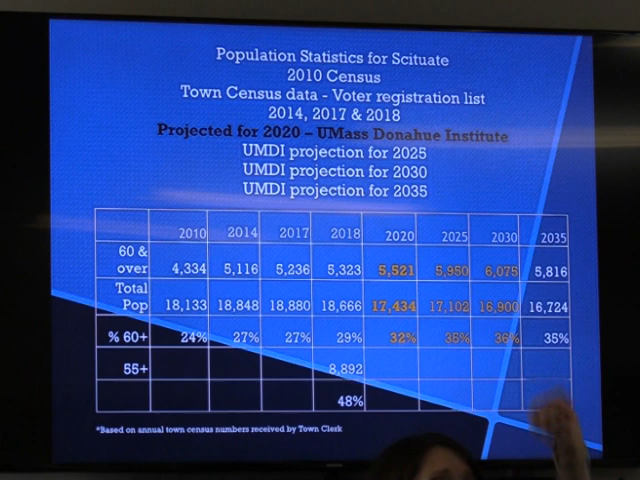 Population Statistics for Scituate
2010 Census
Town Census data - Voter registration list
2014, 2017 & 2018
Projected for 2020 – UMass Donahue Institute
UMDI projection for 2025
UMDI projection for 2030
UMDI projection for 2035
2010 2014 2017 2018 2020 2025 2030 2035
60 &
over 4,334 5,116 5,236 5,323 5,521 5,950 6,075 5,816
Total
Pop 18,133 18,848 18,880 18,666 17,434 17,102 16,900 16,724
% 60+ 24% 27% 27% 29% 32% 35% 36% 35%
55+ 8,892
48%
*Based on annual town census numbers received by Town Clerk